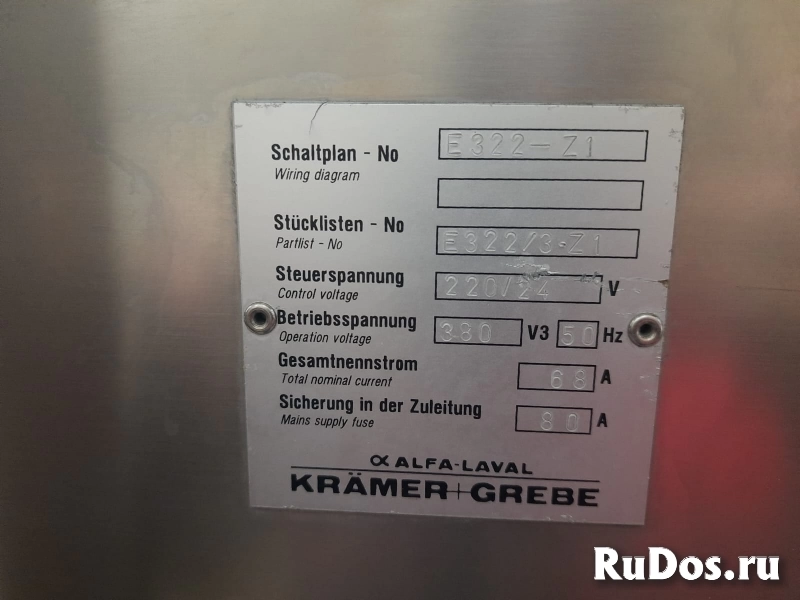 Schaltplan - No E322-Z1
Wiring diagram
Stücklisten - No E322/3-Z1
Partlist - No
Steuerspannung 220/24 V
Control voltage
Betriebsspannung 380 V3 50 Hz
Operation voltage
Gesamtnennstrom 68 A
Total nominal current
Sicherung in der Zuleitung 80 A
Mains supply fuse
α ALFA-LAVAL
KRÄMER+GREBE
RuDos.ru